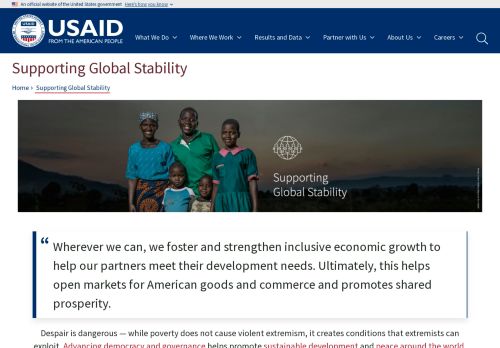 An official website of the United States government Here's how you know
USAID
FROM THE AMERICAN PEOPLE
What We Do
Where We Work
Results and Data
Partner with Us
About Us
Careers
Supporting Global Stability
Home › Supporting Global Stability
Supporting
Global Stability
“ Wherever we can, we foster and strengthen inclusive economic growth to
help our partners meet their development needs. Ultimately, this helps
open markets for American goods and commerce and promotes shared
prosperity.
Despair is dangerous — while poverty does not cause violent extremism, it creates conditions that extremists can
exploit. Advancing democracy and governance helps promote sustainable development and peace around the world